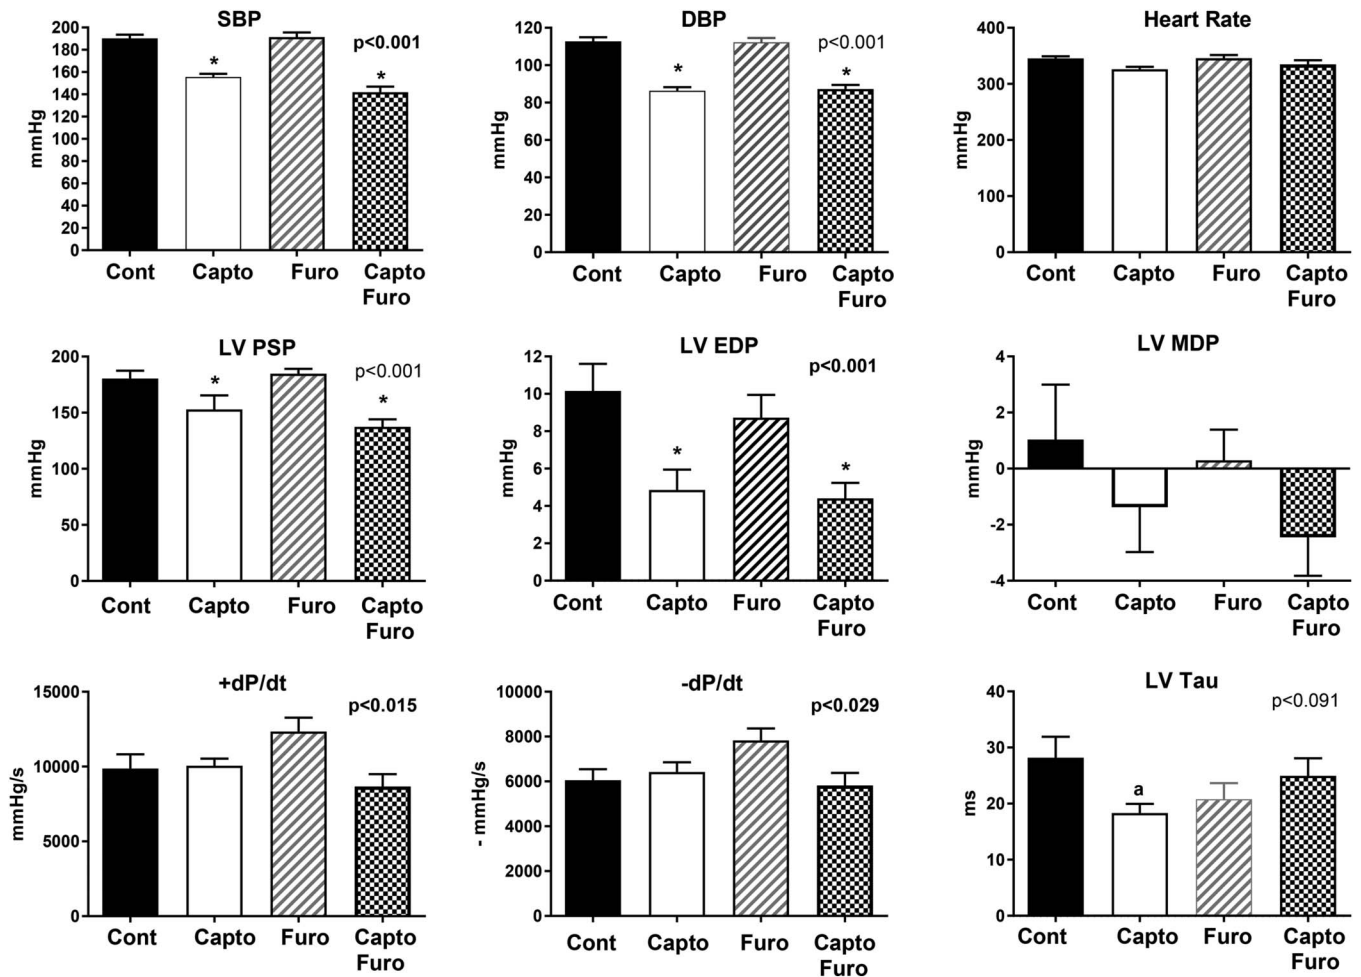 SBP
p<0.001
mmHg
200
180
160
140
120
100
80
60
40
20
0
*
*
Cont
Capto
Furo
Capto
Furo
DBP
p<0.001
mmHg
120
100
80
60
40
20
0
*
*
Cont
Capto
Furo
Capto
Furo
Heart Rate
mmHg
400
300
200
100
0
Cont
Capto
Furo
Capto
Furo
LV PSP
p<0.001
mmHg
200
150
100
50
0
*
*
Cont
Capto
Furo
Capto
Furo
LV EDP
p<0.001
mmHg
12
10
8
6
4
2
0
*
*
Cont
Capto
Furo
Capto
Furo
LV MDP
mmHg
4
2
0
-2
-4
Cont
Capto
Furo
Capto
Furo
+dP/dt
p<0.015
mmHg/s
15000
10000
5000
0
Cont
Capto
Furo
Capto
Furo
-dP/dt
p<0.029
- mmHg/s
10000
8000
6000
4000
2000
0
Cont
Capto
Furo
Capto
Furo
LV Tau
p<0.091
ms
40
30
20
10
0
a
Cont
Capto
Furo
Capto
Furo